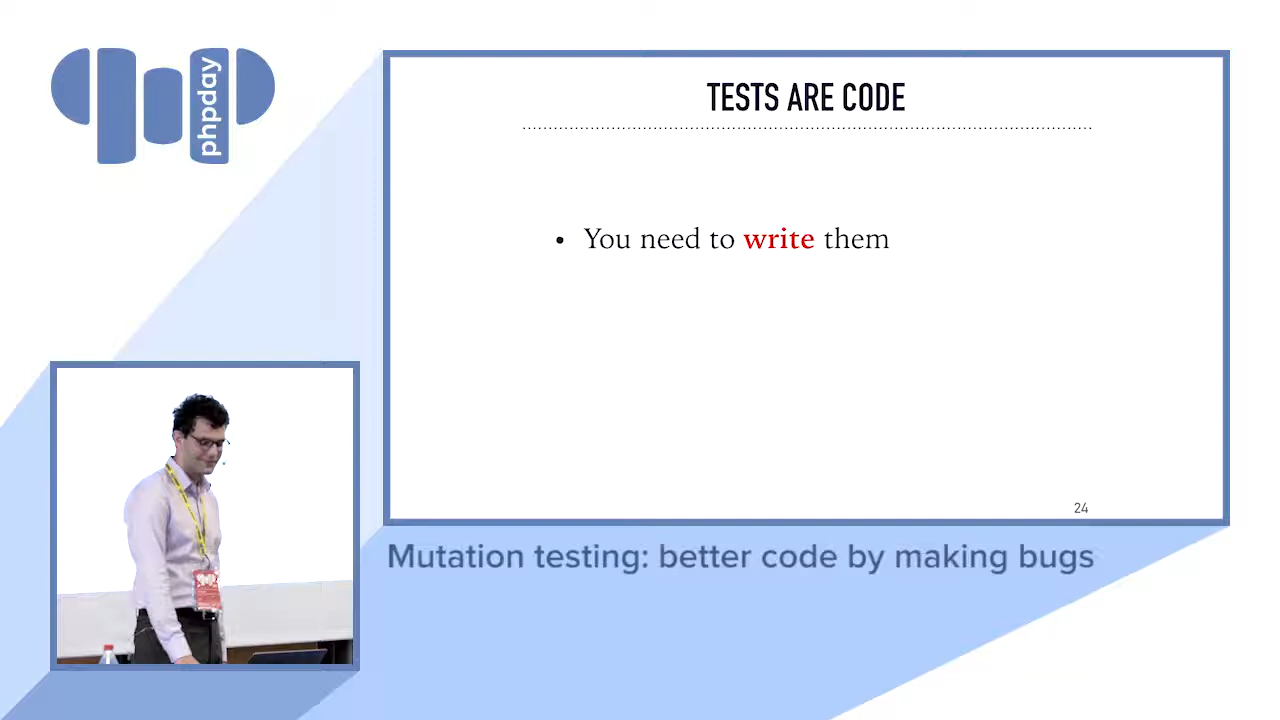 phpday
TESTS ARE CODE
• You need to write them
24
Mutation testing: better code by making bugs